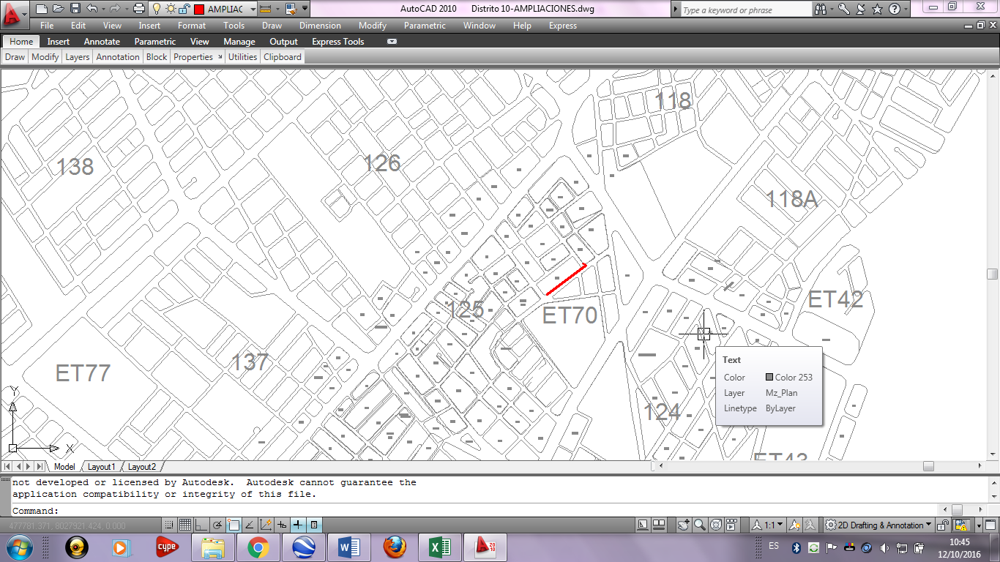 AMPLIAC
AutoCAD 2010 Distrito 10-AMPLIACIONES.dwg
Type a keyword or phrase
File Edit View Insert Format Tools Draw Dimension Modify Parametric Window Help Express
Home Insert Annotate Parametric View Manage Output Express Tools
Draw Modify Layers Annotation Block Properties Utilities Clipboard
118
138
126
118A
ET42
125
ET70
137
ET77
Text
Color Color 253
Layer Mz_Plan
Linetype ByLayer
124
ET43
Y
X
Model Layout1 Layout2
not developed or licensed by Autodesk. Autodesk cannot guarantee the
application compatibility or integrity of this file.
Command:
477781.371, 8027921.424, 0.000
1:1
2D Drafting & Annotation
cype
2010
ES
10:45
12/10/2016